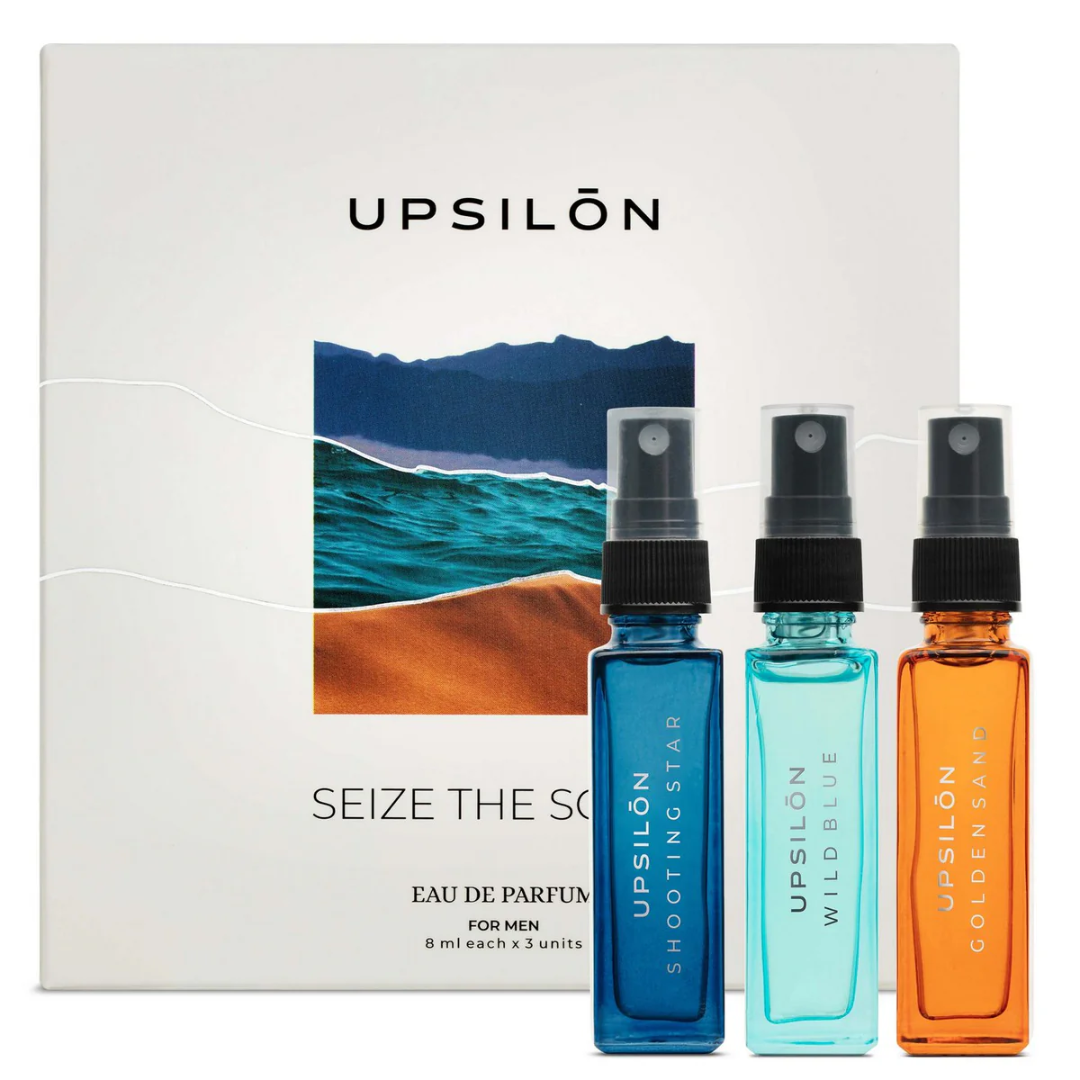 UPSILŌN
SEIZE THE
EAU DE PARFUM
FOR MEN
8 ml each x 3 units
UPSILŌN
SHOOTING STAR
UPSILŌN
WILD BLUE
UPSILŌN
GOLDEN SAND